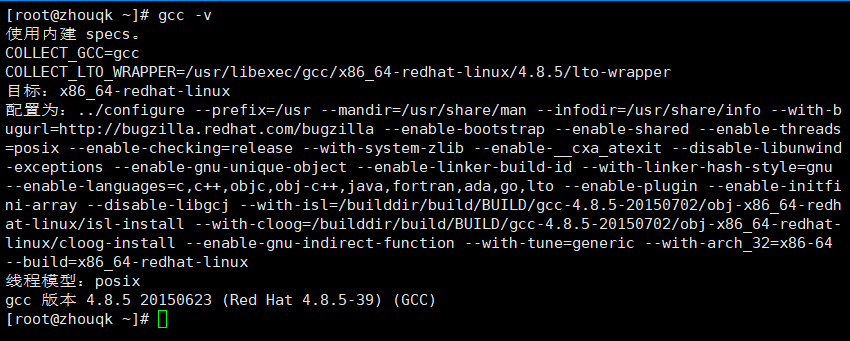 [root@zhouqk ~]# gcc -v
使用内建 specs。
COLLECT_GCC=gcc
COLLECT_LTO_WRAPPER=/usr/libexec/gcc/x86_64-redhat-linux/4.8.5/lto-wrapper
目标：x86_64-redhat-linux
配置为：../configure --prefix=/usr --mandir=/usr/share/man --infodir=/usr/share/info --with-b
ugurl=http://bugzilla.redhat.com/bugzilla --enable-bootstrap --enable-shared --enable-threads
=posix --enable-checking=release --with-system-zlib --enable-__cxa_atexit --disable-libunwind
-exceptions --enable-gnu-unique-object --enable-linker-build-id --with-linker-hash-style=gnu
--enable-languages=c,c++,objc,obj-c++,java,fortran,ada,go,lto --enable-plugin --enable-initfi
ni-array --disable-libgcj --with-isl=/builddir/build/BUILD/gcc-4.8.5-20150702/obj-x86_64-redh
at-linux/isl-install --with-cloog=/builddir/build/BUILD/gcc-4.8.5-20150702/obj-x86_64-redhat-
linux/cloog-install --enable-gnu-indirect-function --with-tune=generic --with-arch_32=x86-64
--build=x86_64-redhat-linux
线程模型：posix
gcc 版本 4.8.5 20150623 (Red Hat 4.8.5-39) (GCC)
[root@zhouqk ~]#